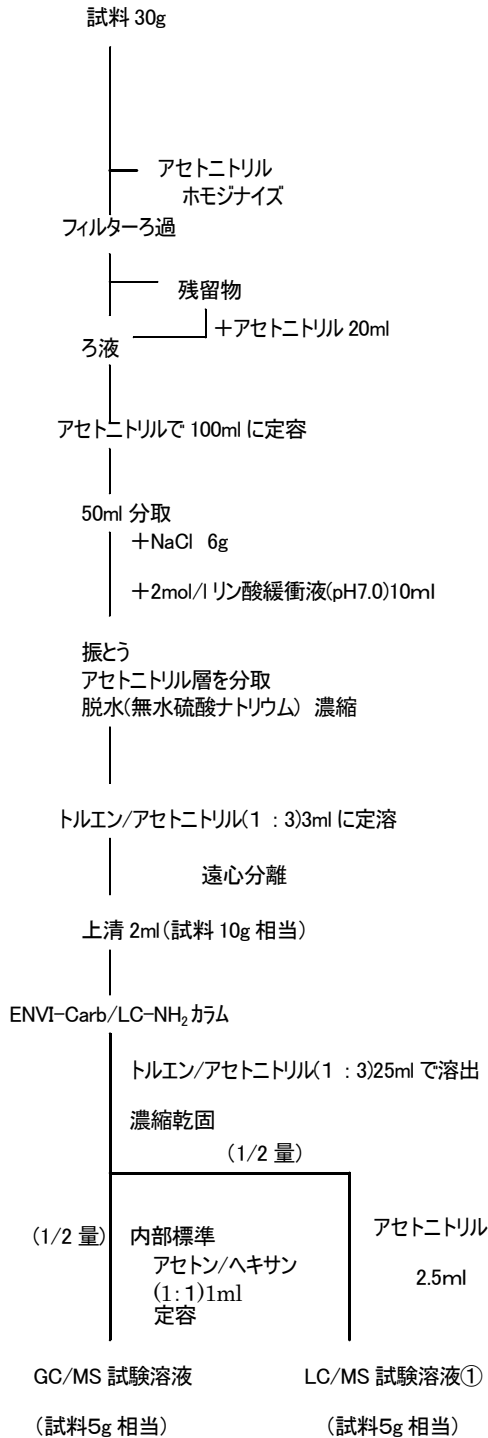 試料 30g
アセトニトリル
ホモジナイズ
フィルターろ過
残留物
＋アセトニトリル 20ml
ろ液
アセトニトリルで 100ml に定容
50ml 分取
＋NaCl 6g
＋2mol/l リン酸緩衝液(pH7.0)10ml
振とう
アセトニトリル層を分取
脱水(無水硫酸ナトリウム) 濃縮
トルエン/アセトニトリル(1 : 3)3ml に定溶
遠心分離
上清 2ml(試料 10g 相当)
ENVI-Carb/LC-NH₂カラム
トルエン/アセトニトリル(1 : 3)25ml で溶出
濃縮乾固
(1/2 量)
(1/2 量)
内部標準
アセトン/ヘキサン
(1:1)1ml
定容
アセトニトリル
2.5ml
GC/MS 試験溶液
(試料5g 相当)
LC/MS 試験溶液①
(試料5g 相当)